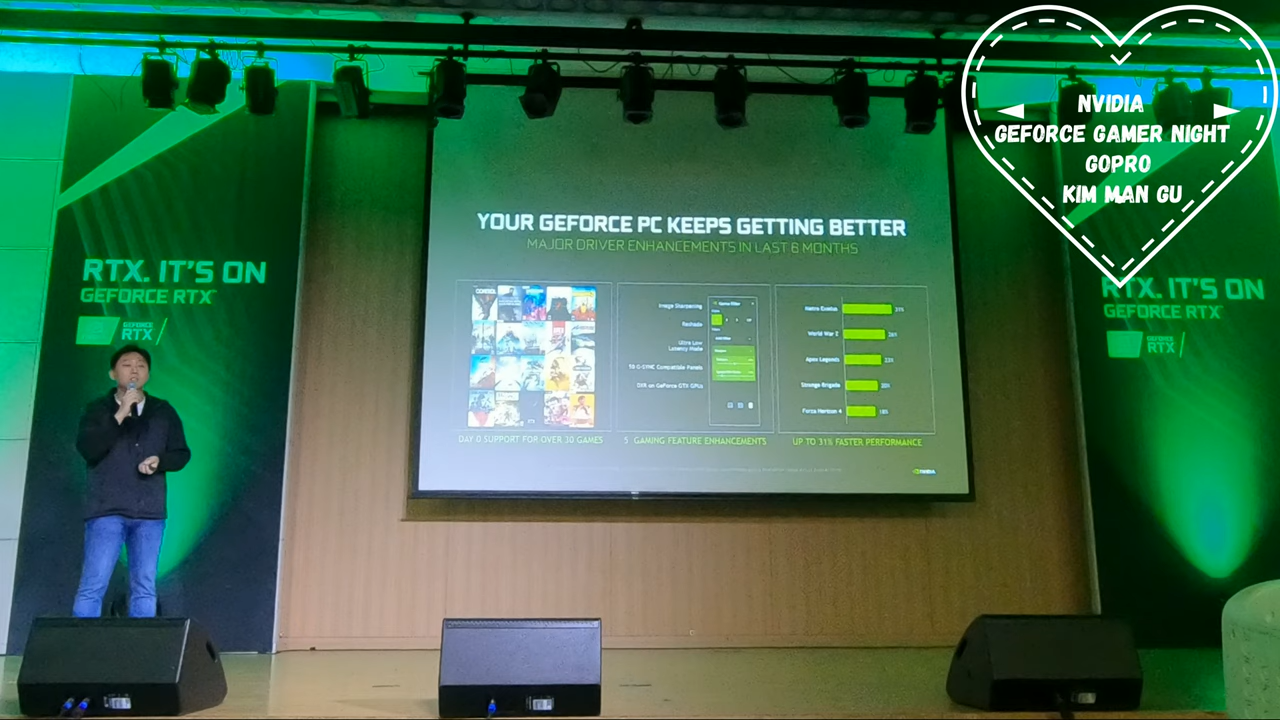 NVIDIA
GEFORCE GAMER NIGHT
GOPRO
KIM MAN GU
RTX. IT'S ON
GEFORCE RTX
GEFORCE
RTX
YOUR GEFORCE PC KEEPS GETTING BETTER
MAJOR DRIVER ENHANCEMENTS IN LAST 6 MONTHS
CONTROL
DAY 0 SUPPORT FOR OVER 30 GAMES
Image Sharpening
Reshade
Ultra Low
Latency Mode
G-SYNC Compatible Panels
DXR on GeForce GTX GPUs
Game Filter
5 GAMING FEATURE ENHANCEMENTS
Metro Exodus
World War Z
Apex Legends 
Strange Brigade 
Forza Horizon 4
UP TO 31% FASTER PERFORMANCE
NVIDIA
RTX. IT'S ON
GEFORCE RTX
GEFORCE
RTX